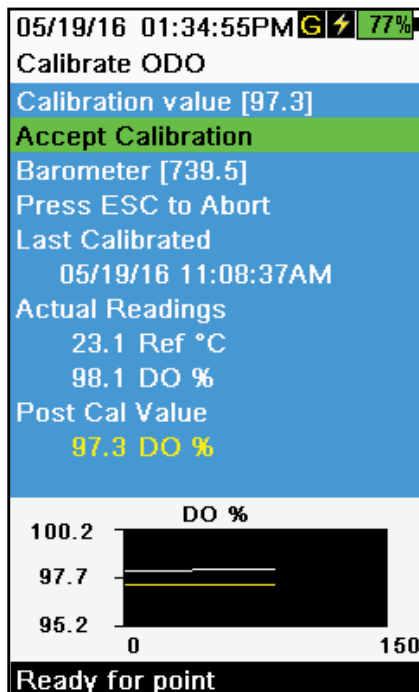 05/19/16 01:34:55PM G 77%
Calibrate ODO
Calibration value [97.3]
Accept Calibration
Barometer [739.5]
Press ESC to Abort
Last Calibrated
05/19/16 11:08:37AM
Actual Readings
23.1 Ref °C
98.1 DO %
Post Cal Value
97.3 DO %
DO %
100.2
97.7
95.2
0 150
Ready for point